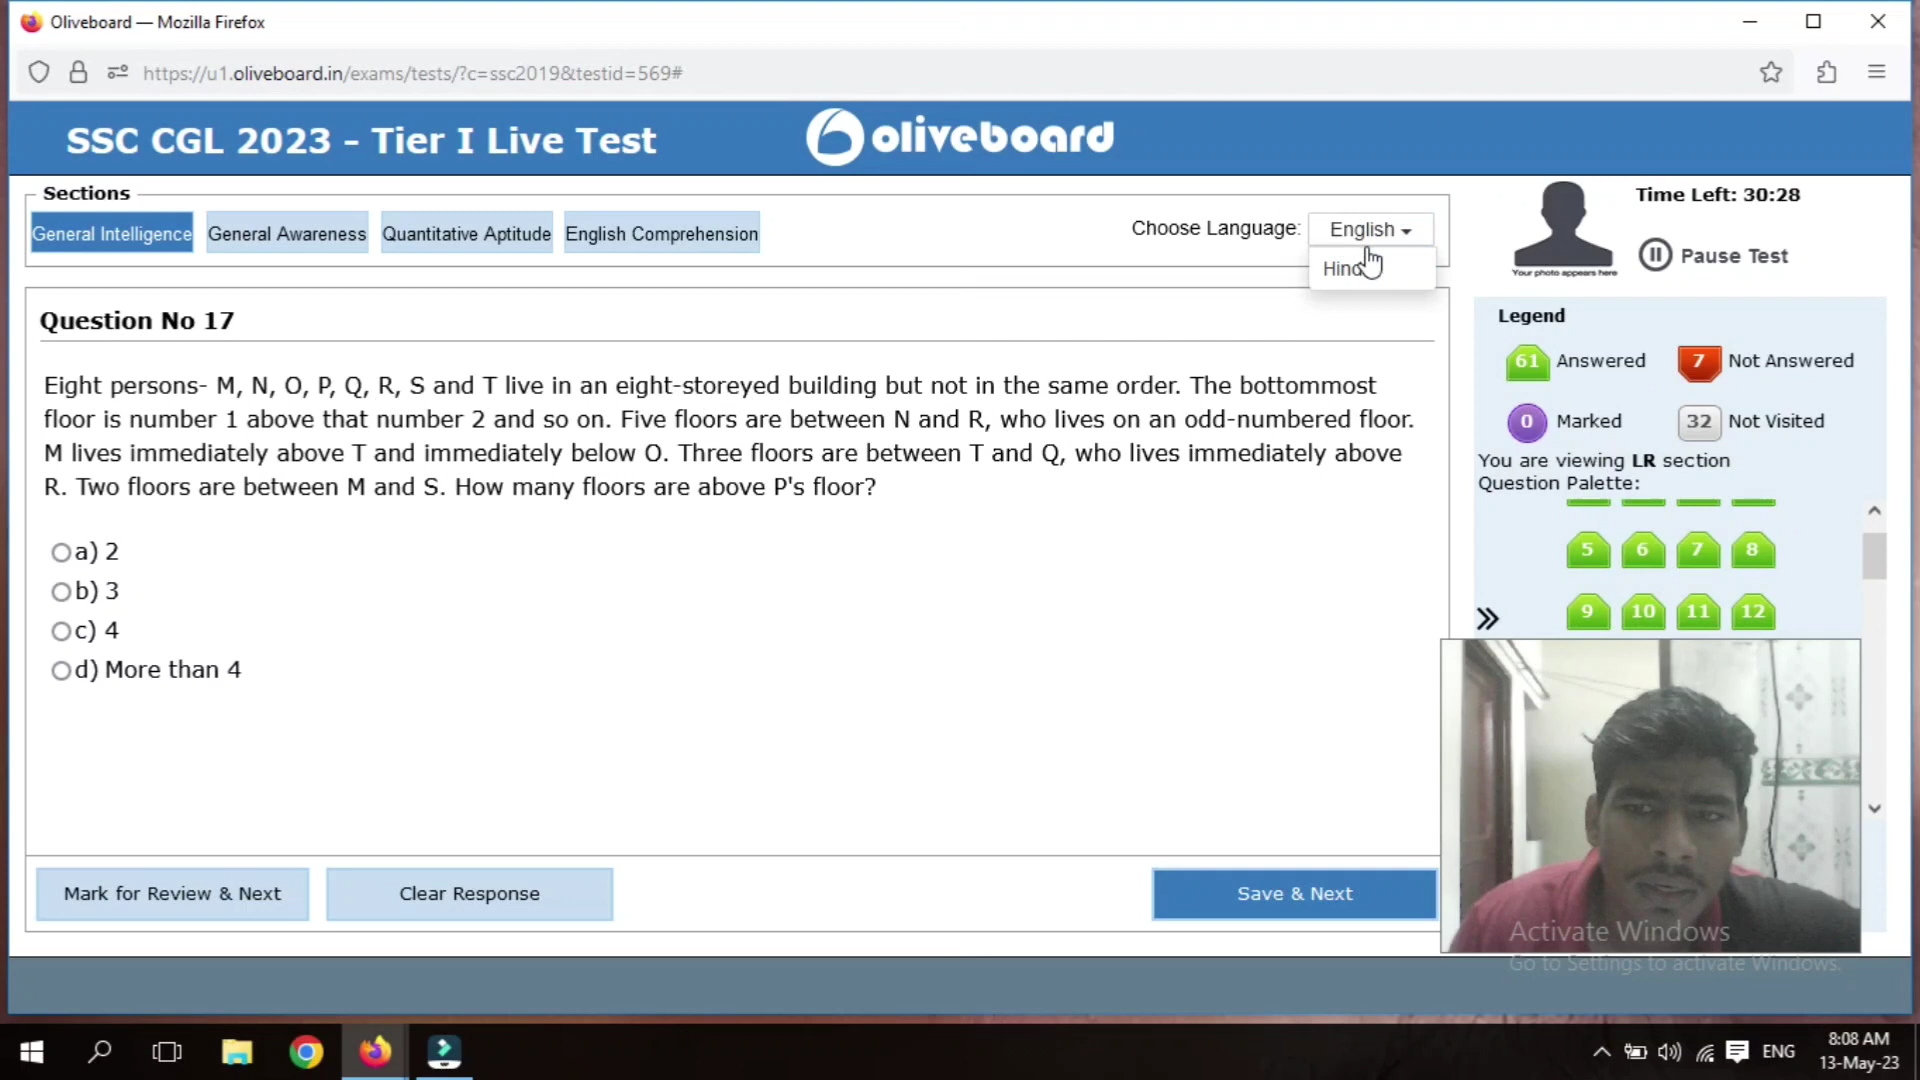 Oliveboard — Mozilla Firefox
https://u1.oliveboard.in/exams/tests/?c=ssc2019&testid=569#
SSC CGL 2023 - Tier I Live Test
oliveboard
Sections
General Intelligence
General Awareness
Quantitative Aptitude
English Comprehension
Choose Language:
English
Time Left: 30:28
Your photo appears here
Pause Test
Question No 17
Eight persons- M, N, O, P, Q, R, S and T live in an eight-storeyed building but not in the same order. The bottommost
floor is number 1 above that number 2 and so on. Five floors are between N and R, who lives on an odd-numbered floor.
M lives immediately above T and immediately below O. Three floors are between T and Q, who lives immediately above
R. Two floors are between M and S. How many floors are above P's floor?
a) 2
b) 3
c) 4
d) More than 4
Legend
61 Answered
7 Not Answered
0 Marked
32 Not Visited
You are viewing LR section
Question Palette:
5 6 7 8
9 10 11 12
Mark for Review & Next
Clear Response
Save & Next
Activate Windows
Go to Settings to activate Windows.
ENG
8:08 AM
13-May-23